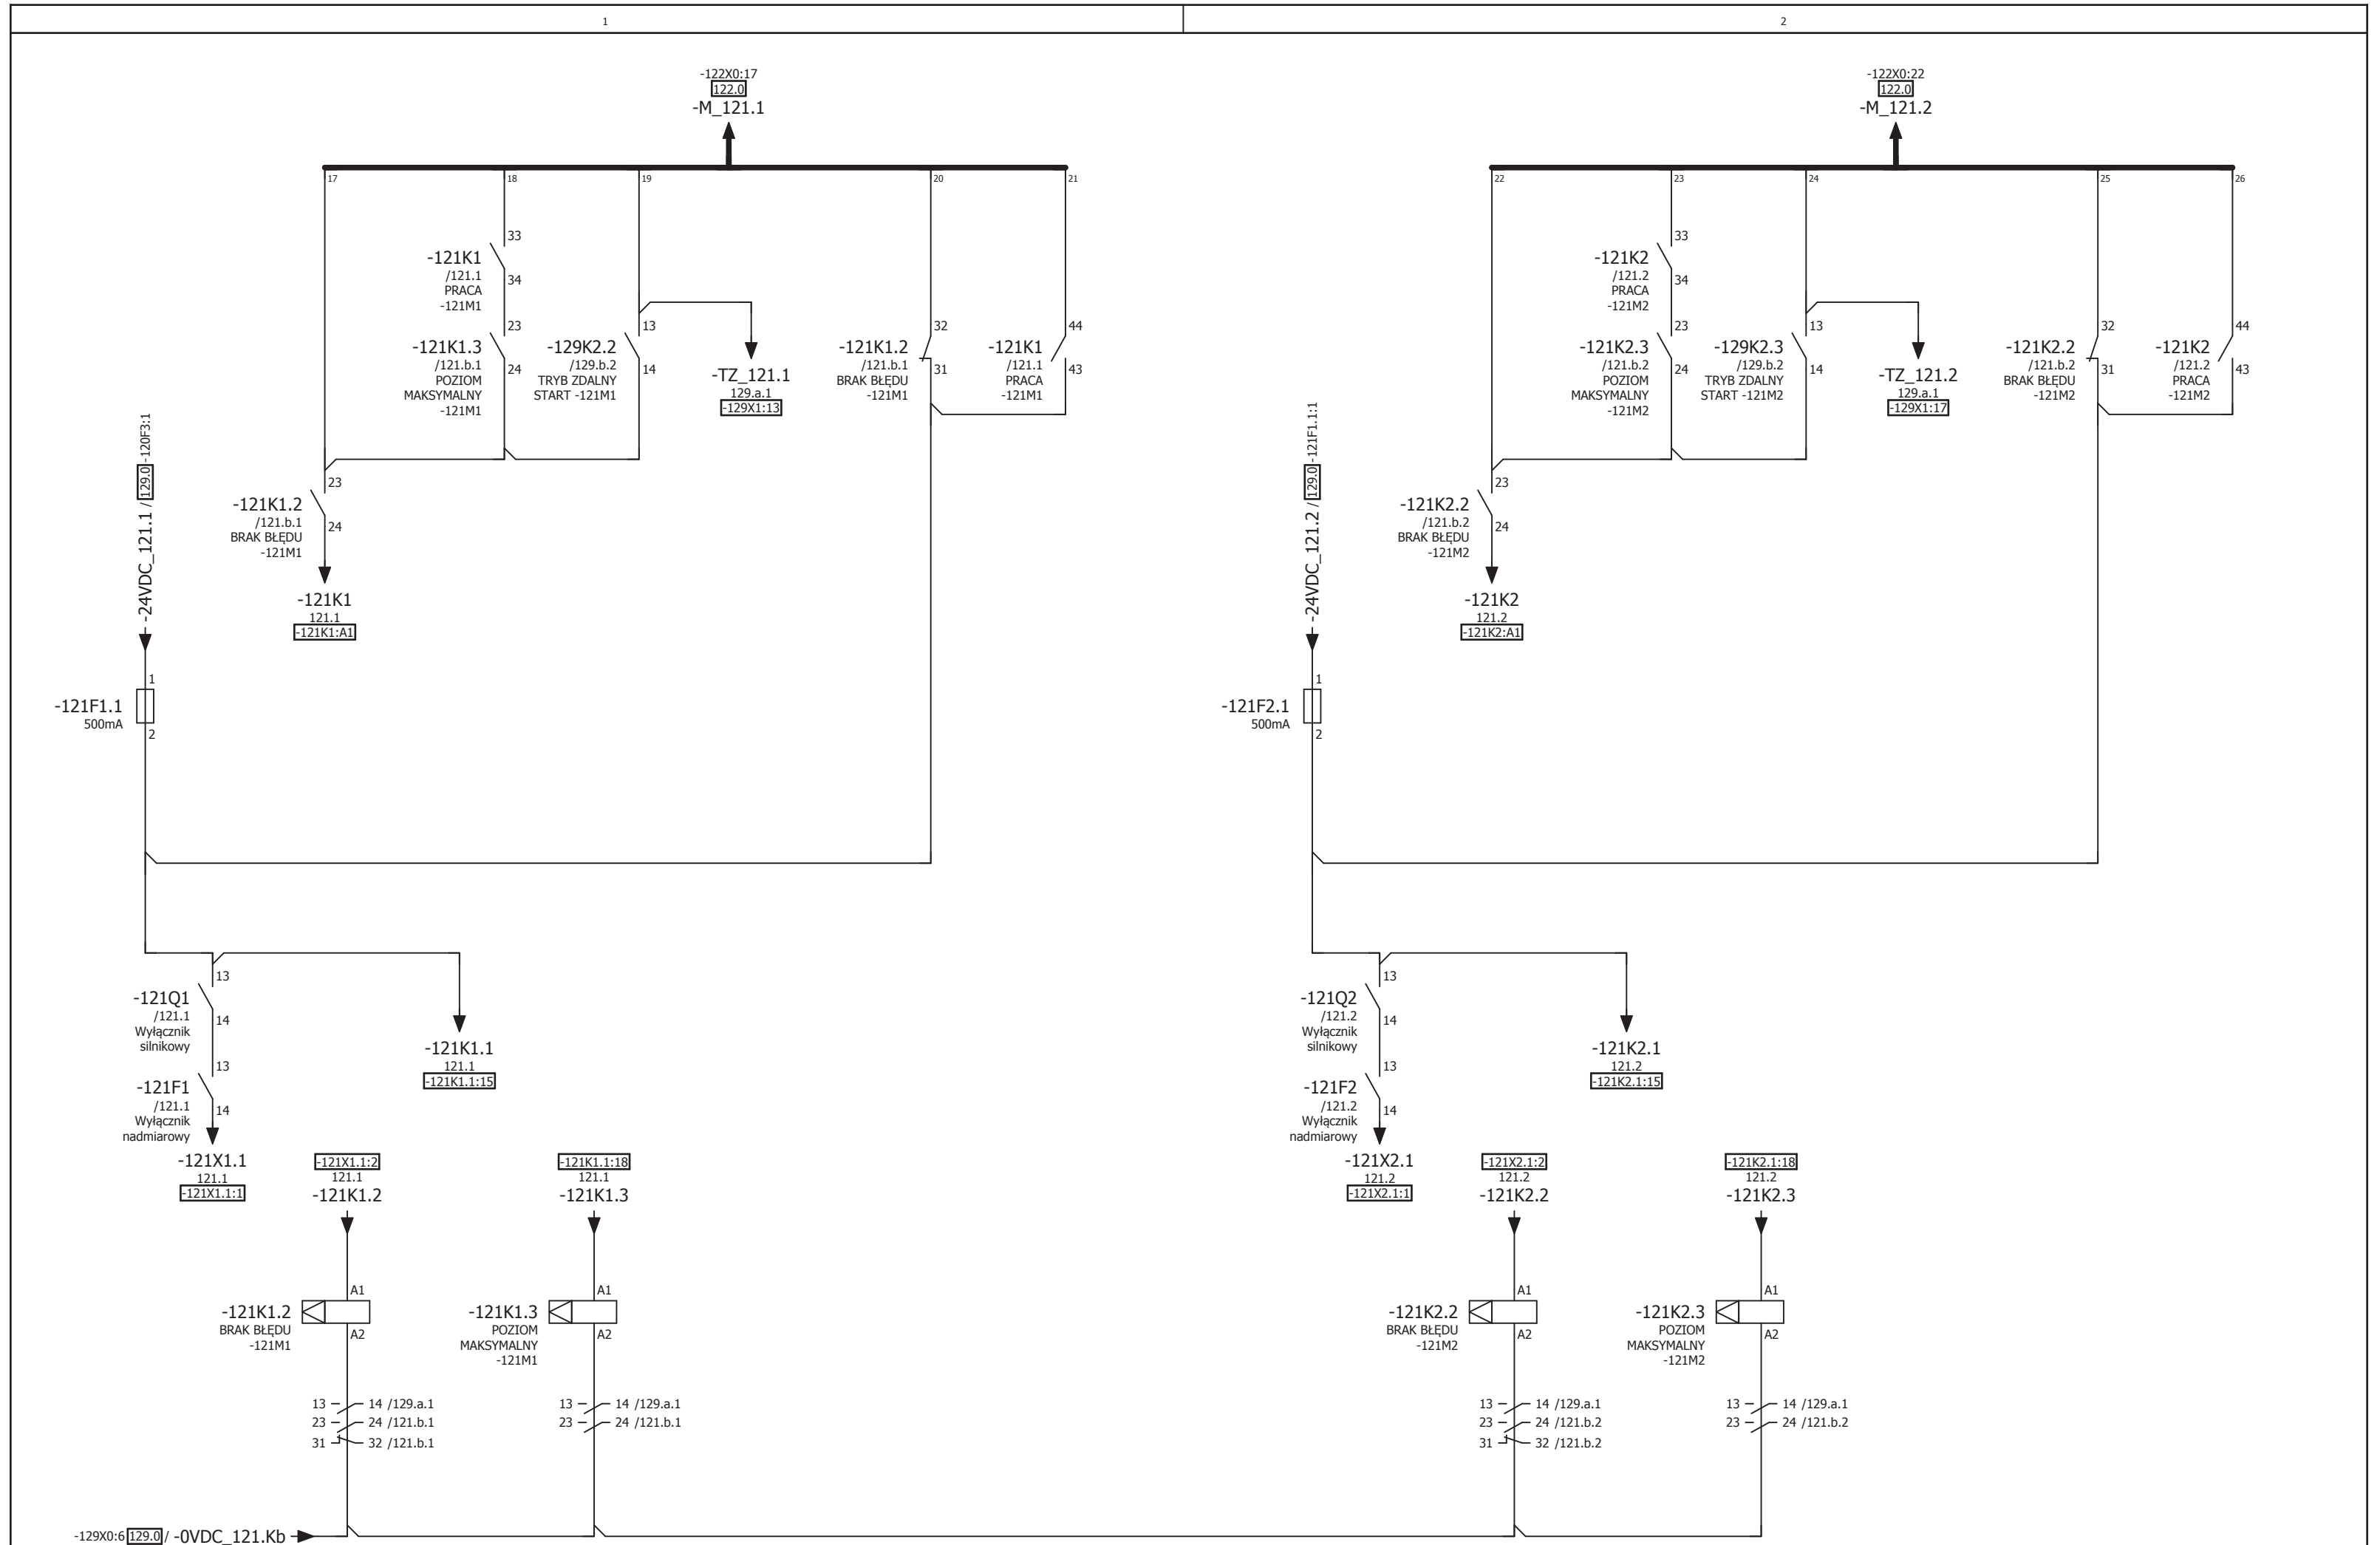 1
2
-122X0:17
122.0
-M_121.1
17
18
19
20
21
33
-121K1
/121.1
34
PRACA
-121M1
23
-121K1.3
/121.b.1
24
POZIOM
MAKSYMALNY
-121M1
13
-129K2.2
/129.b.2
14
TRYB ZDALNY
START -121M1
-TZ_121.1
129.a.1
-129X1:13
32
-121K1.2
/121.b.1
31
BRAK BŁĘDU
-121M1
44
-121K1
/121.1
43
PRACA
-121M1
-24VDC_121.1 / 129.0 -120F3:1
23
-121K1.2
/121.b.1
24
BRAK BŁĘDU
-121M1
-121K1
121.1
-121K1:A1
1
-121F1.1
500mA
2
13
-121Q1
/121.1
14
Wyłącznik
silnikowy
13
-121F1
/121.1
14
Wyłącznik
nadmiarowy
-121X1.1
121.1
-121X1.1:1
-121K1.1
121.1
-121K1.1:15
-121X1.1:2
121.1
-121K1.2
-121K1.1:18
121.1
-121K1.3
A1
-121K1.2
BRAK BŁĘDU
A2
-121M1
A1
-121K1.3
POZIOM
A2
MAKSYMALNY
-121M1
13 14 /129.a.1
23 24 /121.b.1
31 32 /121.b.1
13 14 /129.a.1
23 24 /121.b.1
-129X0:6 129.0 / -0VDC_121.Kb
-122X0:22
122.0
-M_121.2
22
23
24
25
26
33
-121K2
/121.2
34
PRACA
-121M2
23
-121K2.3
/121.b.2
24
POZIOM
MAKSYMALNY
-121M2
13
-129K2.3
/129.b.2
14
TRYB ZDALNY
START -121M2
-TZ_121.2
129.a.1
-129X1:17
32
-121K2.2
/121.b.2
31
BRAK BŁĘDU
-121M2
44
-121K2
/121.2
43
PRACA
-121M2
-24VDC_121.2 / 129.0 -121F1.1:1
23
-121K2.2
/121.b.2
24
BRAK BŁĘDU
-121M2
-121K2
121.2
-121K2:A1
1
-121F2.1
500mA
2
13
-121Q2
/121.2
14
Wyłącznik
silnikowy
13
-121F2
/121.2
14
Wyłącznik
nadmiarowy
-121X2.1
121.2
-121X2.1:1
-121K2.1
121.2
-121K2.1:15
-121X2.1:2
121.2
-121K2.2
-121K2.1:18
121.2
-121K2.3
A1
-121K2.2
BRAK BŁĘDU
A2
-121M2
A1
-121K2.3
POZIOM
A2
MAKSYMALNY
-121M2
13 14 /129.a.1
23 24 /121.b.2
31 32 /121.b.2
13 14 /129.a.1
23 24 /121.b.2